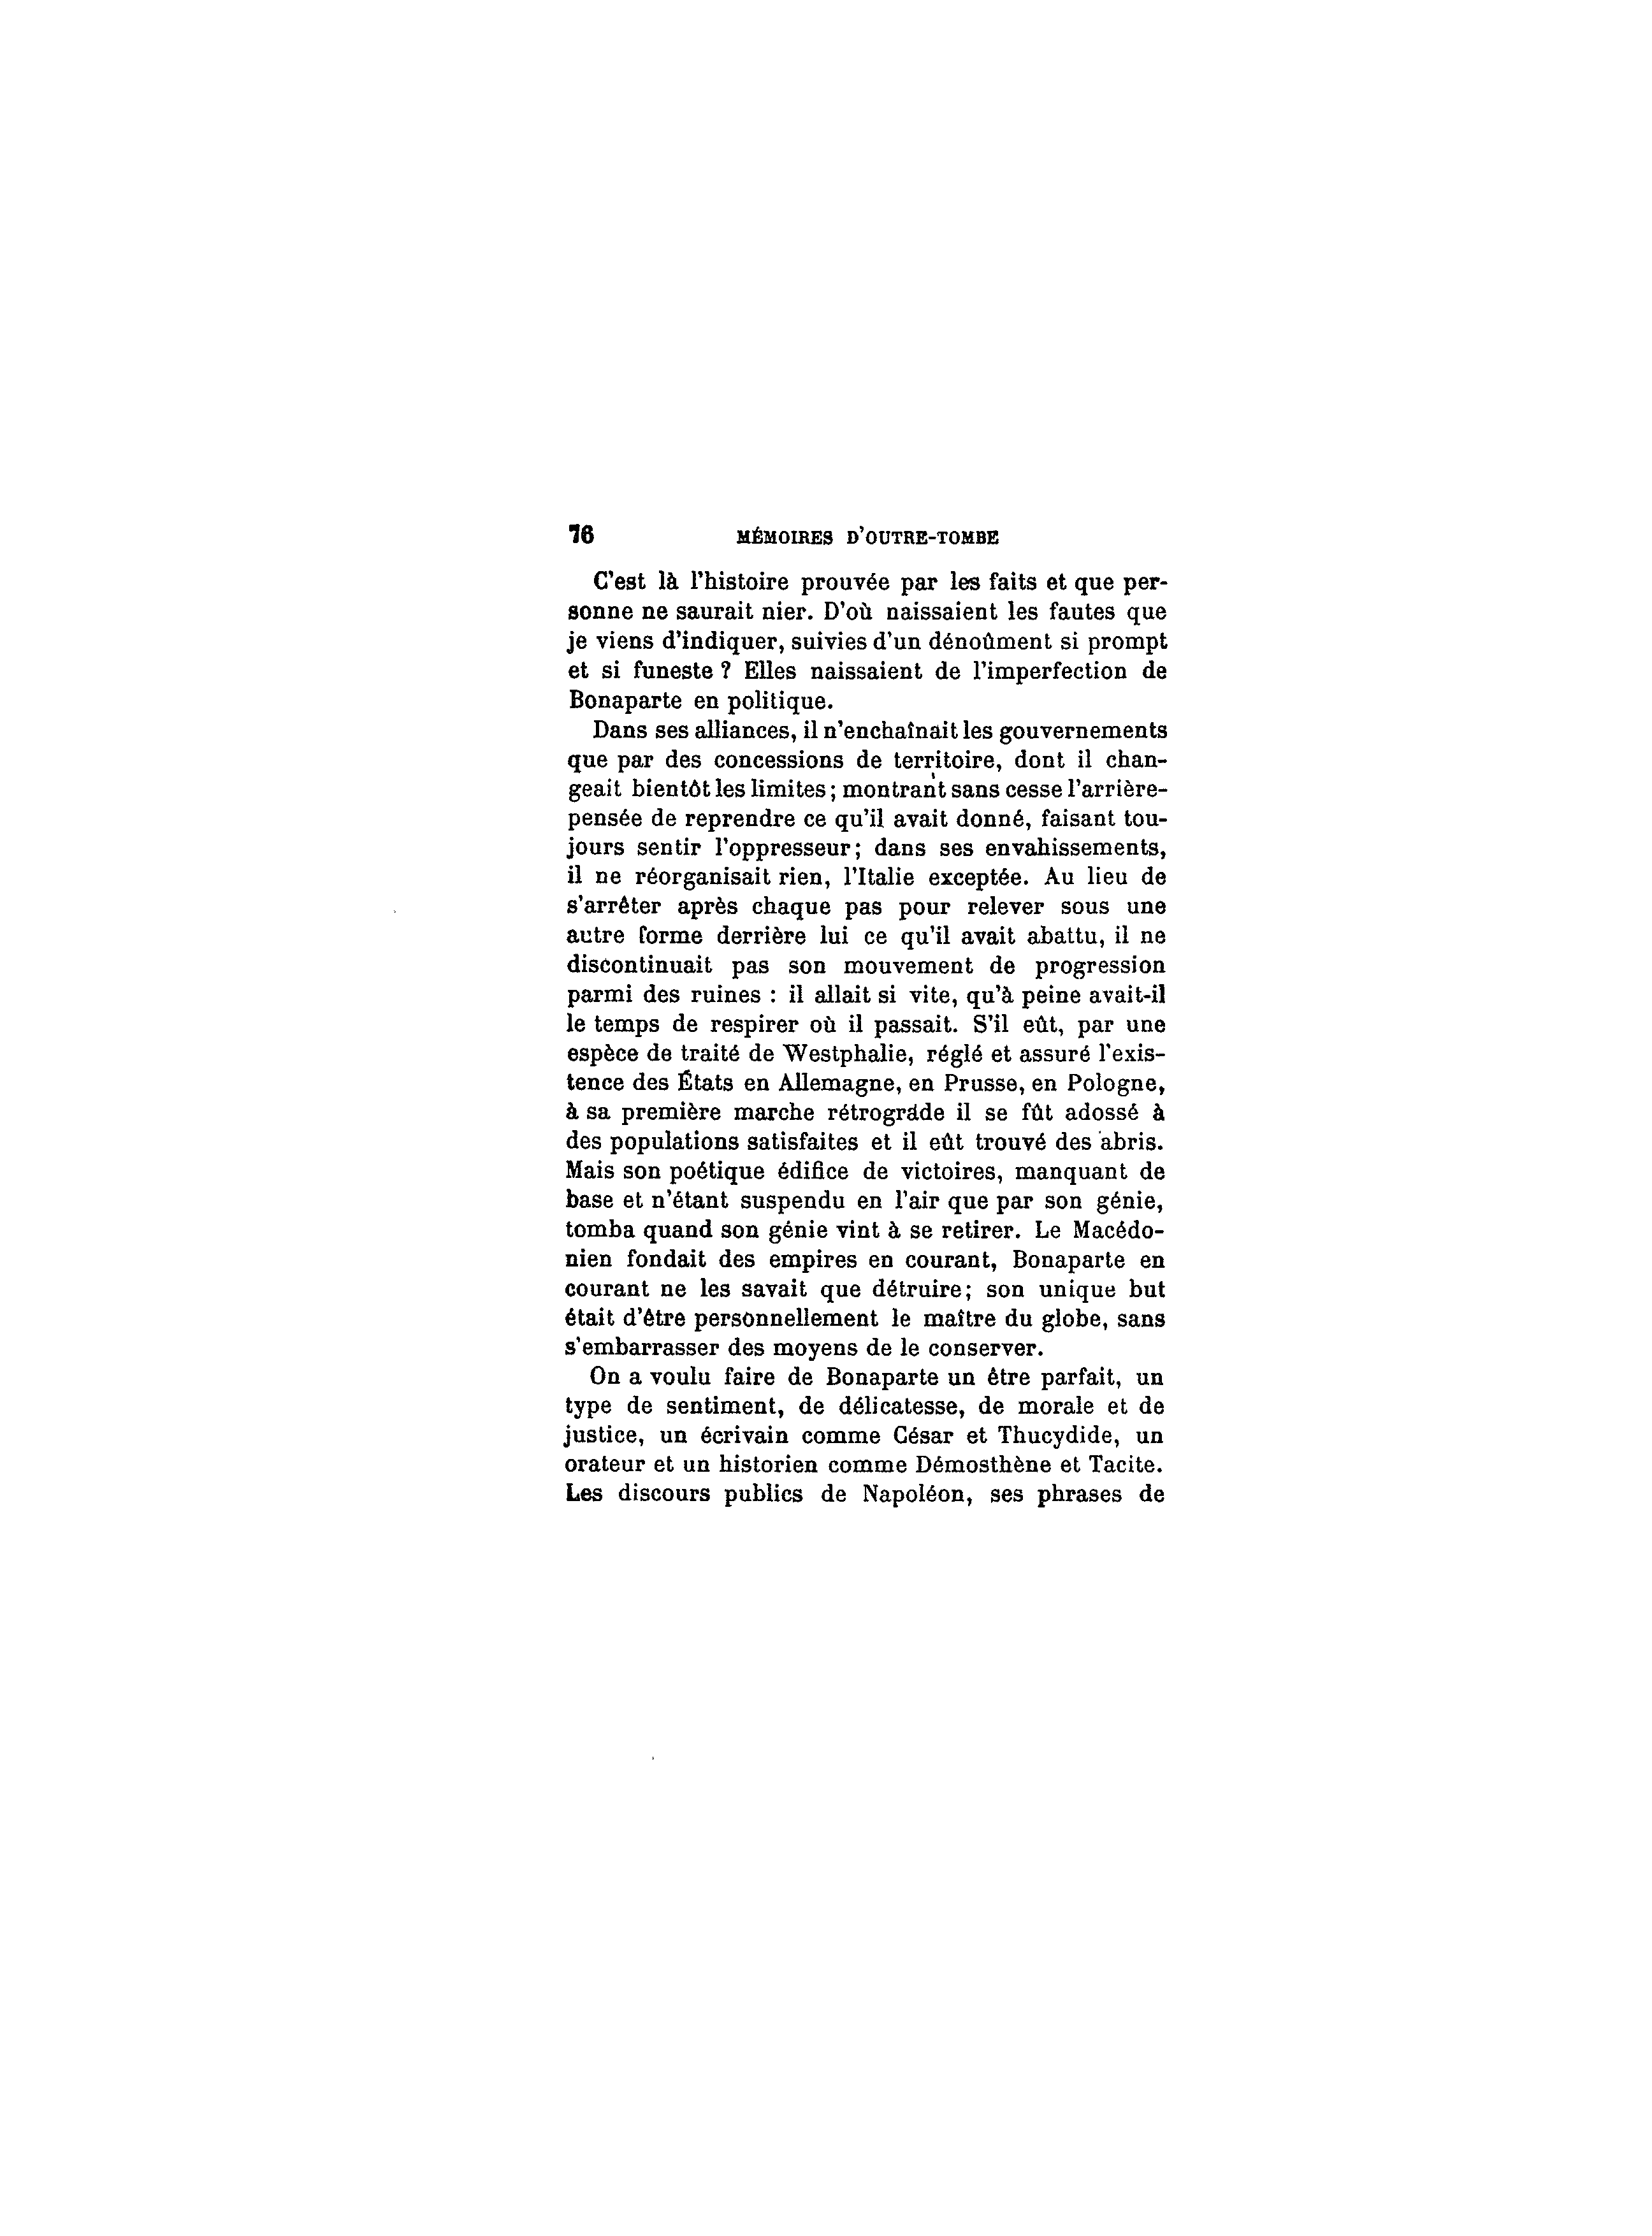 76 MÉMOIRES D'OUTRE-TOMBE
C'est là l'histoire prouvée par les faits et que per-
sonne ne saurait nier. D'où naissaient les fautes que
je viens d'indiquer, suivies d'un dénoûment si prompt
et si funeste ? Elles naissaient de l'imperfection de
Bonaparte en politique.
Dans ses alliances, il n'enchaînait les gouvernements
que par des concessions de territoire, dont il chan-
geait bientôt les limites ; montrant sans cesse l'arrière-
pensée de reprendre ce qu'il avait donné, faisant tou-
jours sentir l'oppresseur; dans ses envahissements,
il ne réorganisait rien, l'Italie exceptée. Au lieu de
s'arrêter après chaque pas pour relever sous une
autre forme derrière lui ce qu'il avait abattu, il ne
discontinuait pas son mouvement de progression
parmi des ruines : il allait si vite, qu'à peine avait-il
le temps de respirer où il passait. S'il eût, par une
espèce de traité de Westphalie, réglé et assuré l'exis-
tence des États en Allemagne, en Prusse, en Pologne,
à sa première marche rétrograde il se fût adossé à
des populations satisfaites et il eût trouvé des abris.
Mais son poétique édifice de victoires, manquant de
base et n'étant suspendu en l'air que par son génie,
tomba quand son génie vint à se retirer. Le Macédo-
nien fondait des empires en courant, Bonaparte en
courant ne les savait que détruire; son unique but
était d'être personnellement le maître du globe, sans
s'embarrasser des moyens de le conserver.
On a voulu faire de Bonaparte un être parfait, un
type de sentiment, de délicatesse, de morale et de
justice, un écrivain comme César et Thucydide, un
orateur et un historien comme Démosthène et Tacite.
Les discours publics de Napoléon, ses phrases de